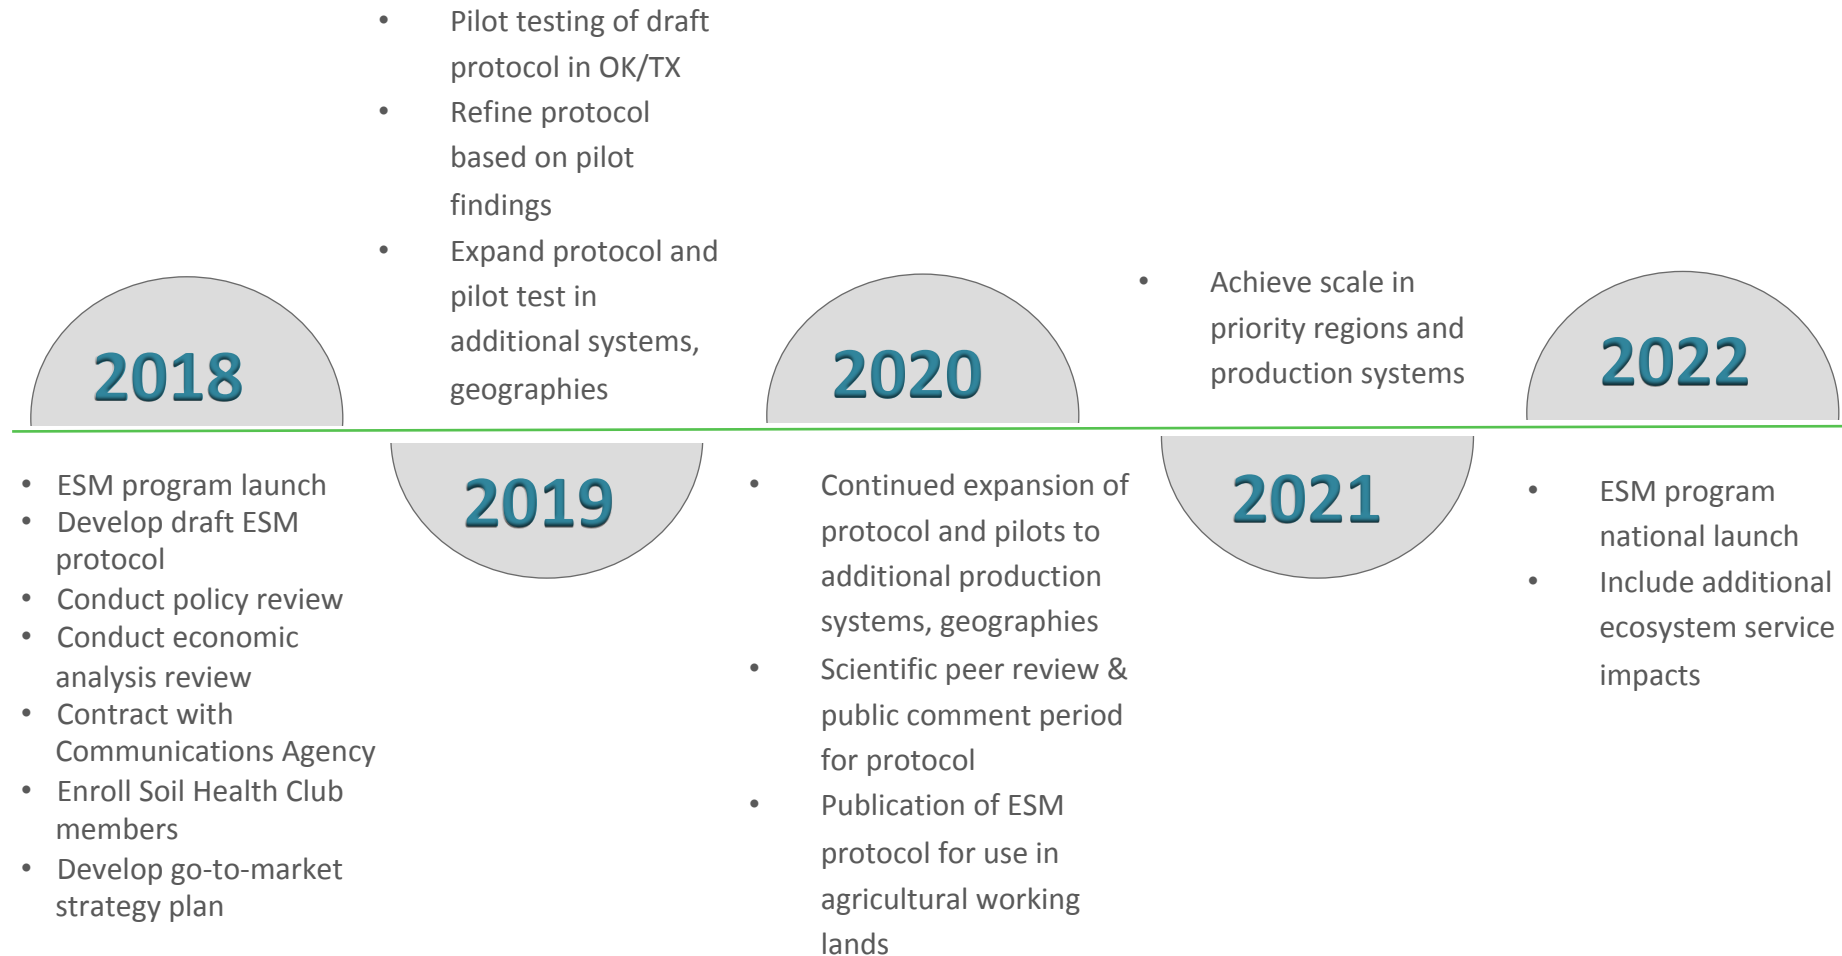 2018
• ESM program launch
• Develop draft ESM
protocol
• Conduct policy review
• Conduct economic
analysis review
• Contract with
Communications Agency
• Enroll Soil Health Club
members
• Develop go-to-market
strategy plan
• Pilot testing of draft
protocol in OK/TX
• Refine protocol
based on pilot
findings
• Expand protocol and
pilot test in
additional systems,
geographies
2019
2020
• Continued expansion of
protocol and pilots to
additional production
systems, geographies
• Scientific peer review &
public comment period
for protocol
• Publication of ESM
protocol for use in
agricultural working
lands
• Achieve scale in
priority regions and
production systems
2021
2022
• ESM program
national launch
• Include additional
ecosystem service
impacts